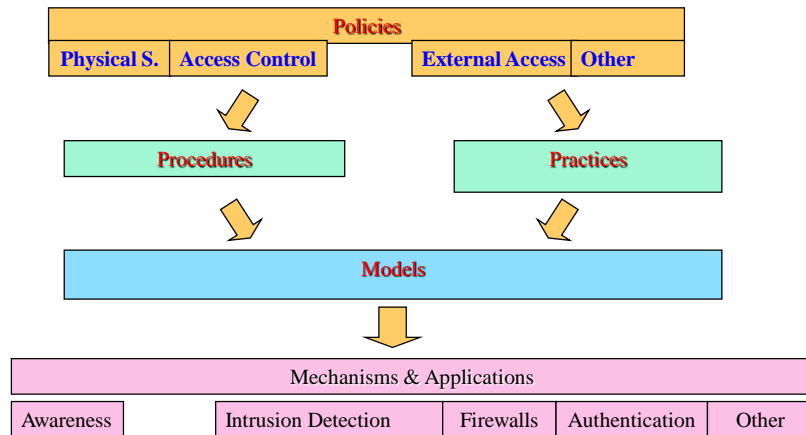 Policies
Physical S. Access Control External Access Other
Procedures Practices
Models
Mechanisms & Applications
Awareness Intrusion Detection Firewalls Authentication Other